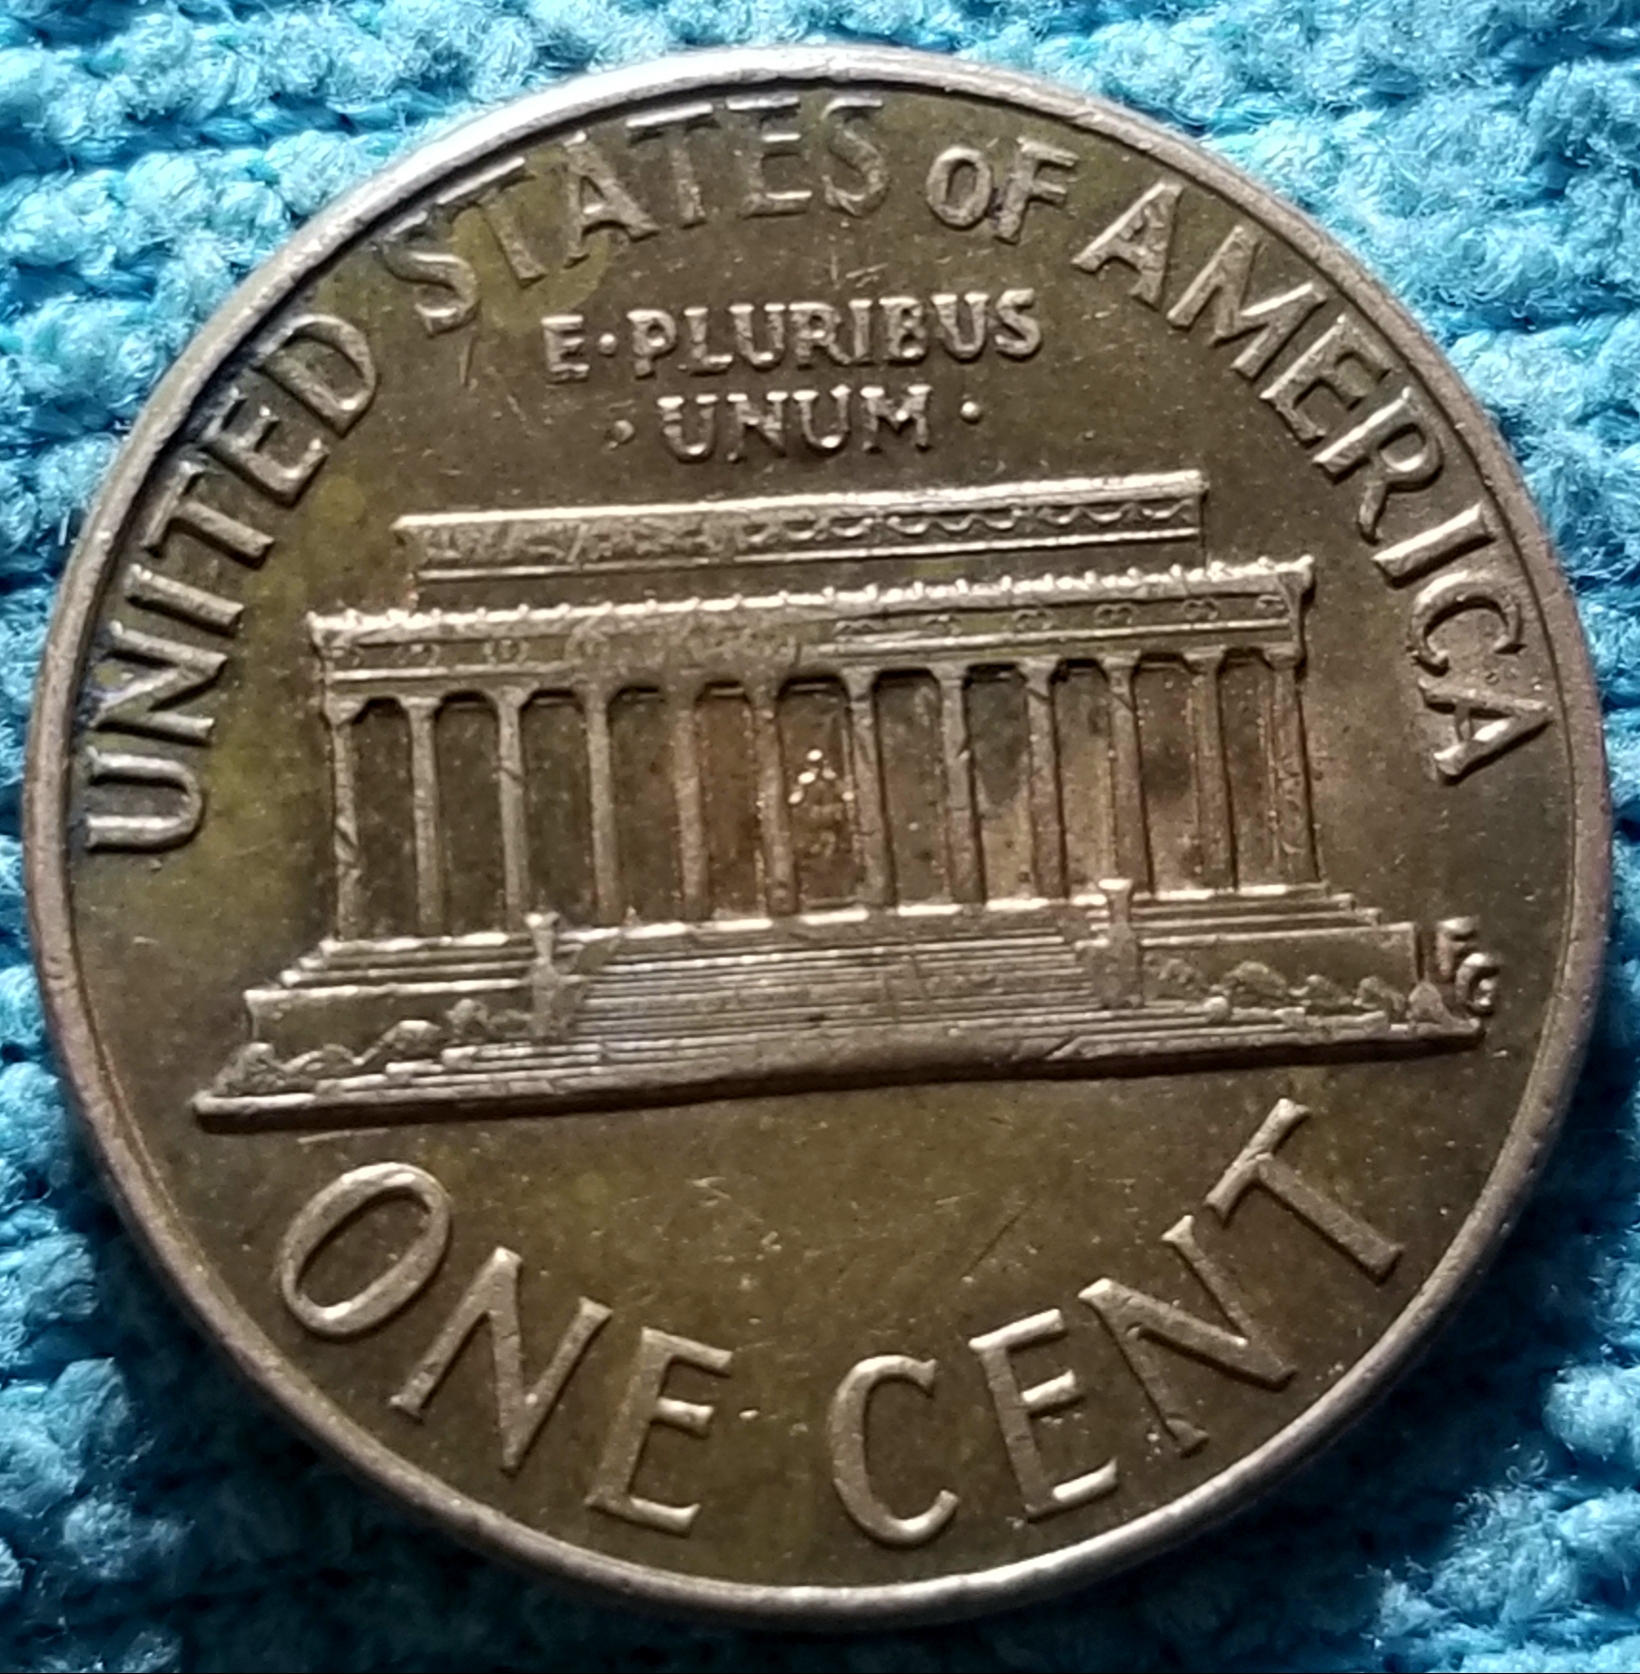 UNITED STATES OF AMERICA
E·PLURIBUS
·UNUM·
FG
ONE CENT